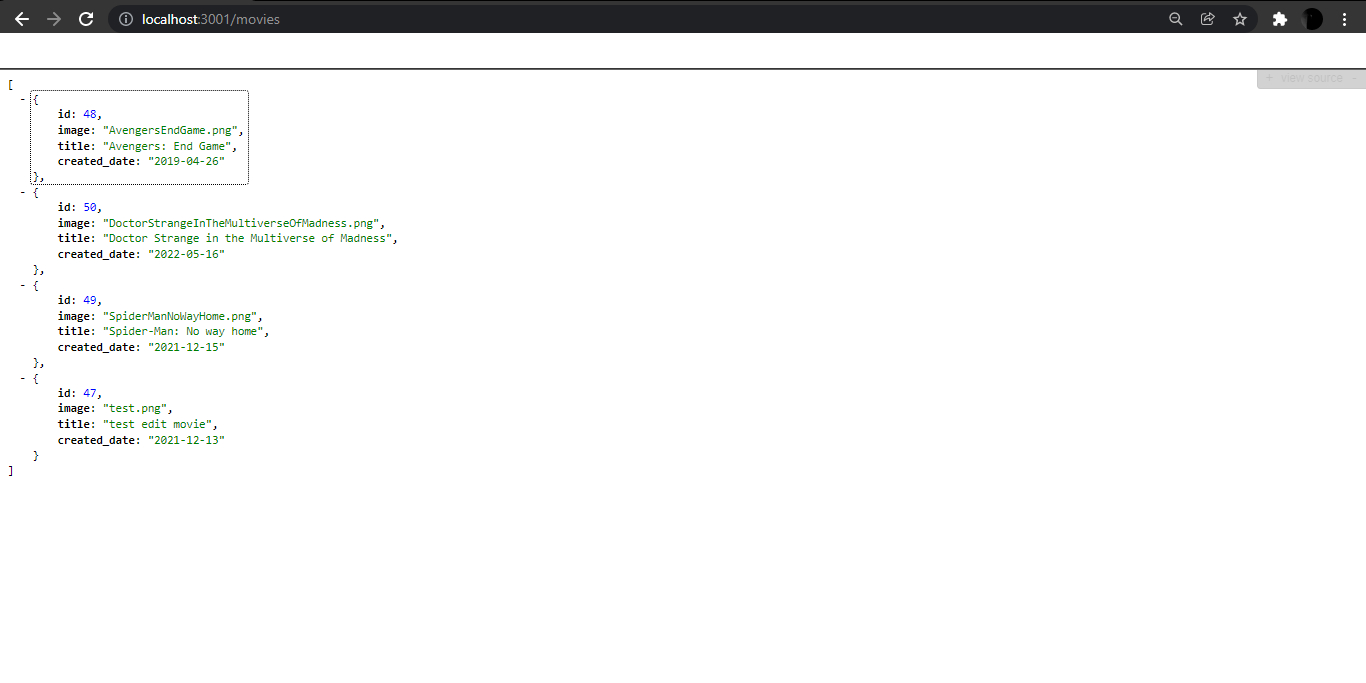 localhost:3001/movies
+ view source -
[
- {
id: 48,
image: "AvengersEndGame.png",
title: "Avengers: End Game",
created_date: "2019-04-26"
},
- {
id: 50,
image: "DoctorStrangeInTheMultiverseOfMadness.png",
title: "Doctor Strange in the Multiverse of Madness",
created_date: "2022-05-16"
},
- {
id: 49,
image: "SpiderManNoWayHome.png",
title: "Spider-Man: No way home",
created_date: "2021-12-15"
},
- {
id: 47,
image: "test.png",
title: "test edit movie",
created_date: "2021-12-13"
}
]